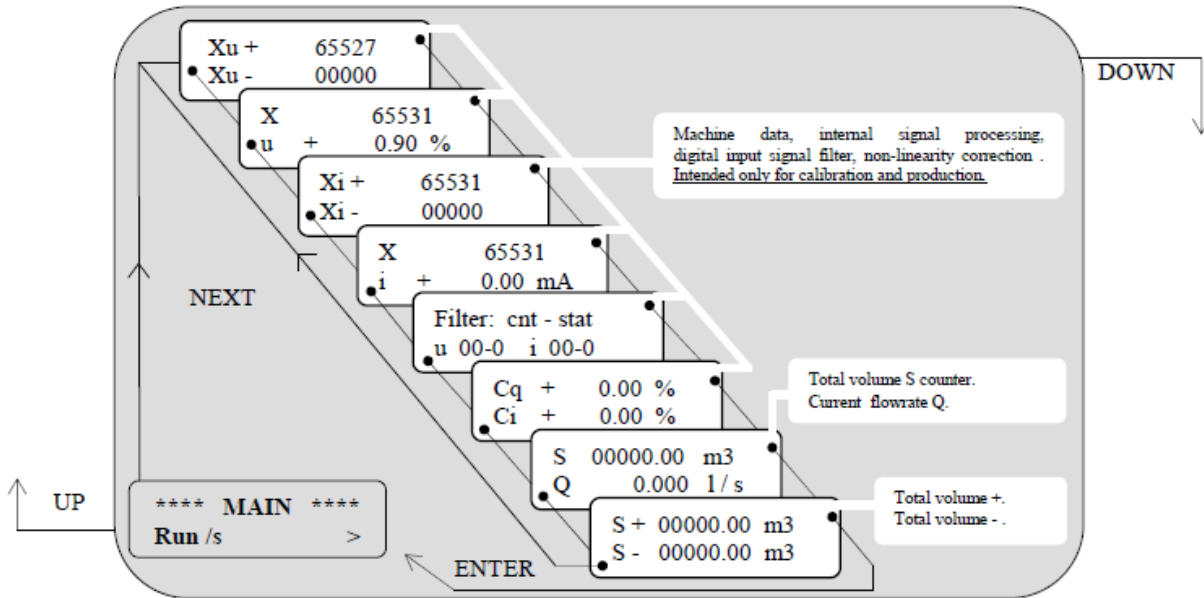 Xu + 65527
Xu - 00000
DOWN
X 65531
u + 0.90 %
Machine data, internal signal processing,
digital input signal filter, non-linearity correction .
Intended only for calibration and production.
Xi + 65531
Xi - 00000
X 65531
i + 0.00 mA
NEXT
Filter: cnt - stat
u 00-0 i 00-0
Cq + 0.00 %
Ci + 0.00 %
Total volume S counter.
Current flowrate Q.
S 00000.00 m3
Q 0.000 l / s
UP
**** MAIN ****
Run /s >
S + 00000.00 m3
S - 00000.00 m3
Total volume +.
Total volume - .
ENTER